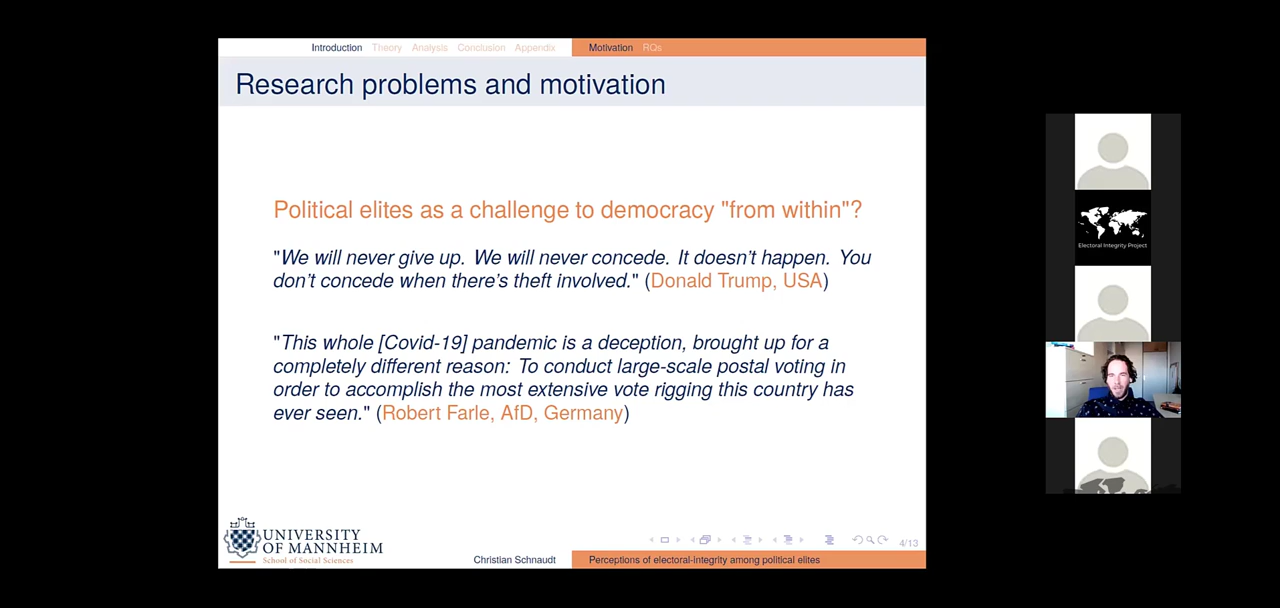 Introduction Theory Analysis Conclusion Appendix Motivation RQs
Research problems and motivation
Political elites as a challenge to democracy "from within"?
"We will never give up. We will never concede. It doesn't happen. You
don't concede when there's theft involved." (Donald Trump, USA)
"This whole [Covid-19] pandemic is a deception, brought up for a
completely different reason: To conduct large-scale postal voting in
order to accomplish the most extensive vote rigging this country has
ever seen." (Robert Farle, AfD, Germany)
UNIVERSITY
OF MANNHEIM
School of Social Sciences
4/13
Christian Schnaudt Perceptions of electoral-integrity among political elites
Electoral Integrity Project